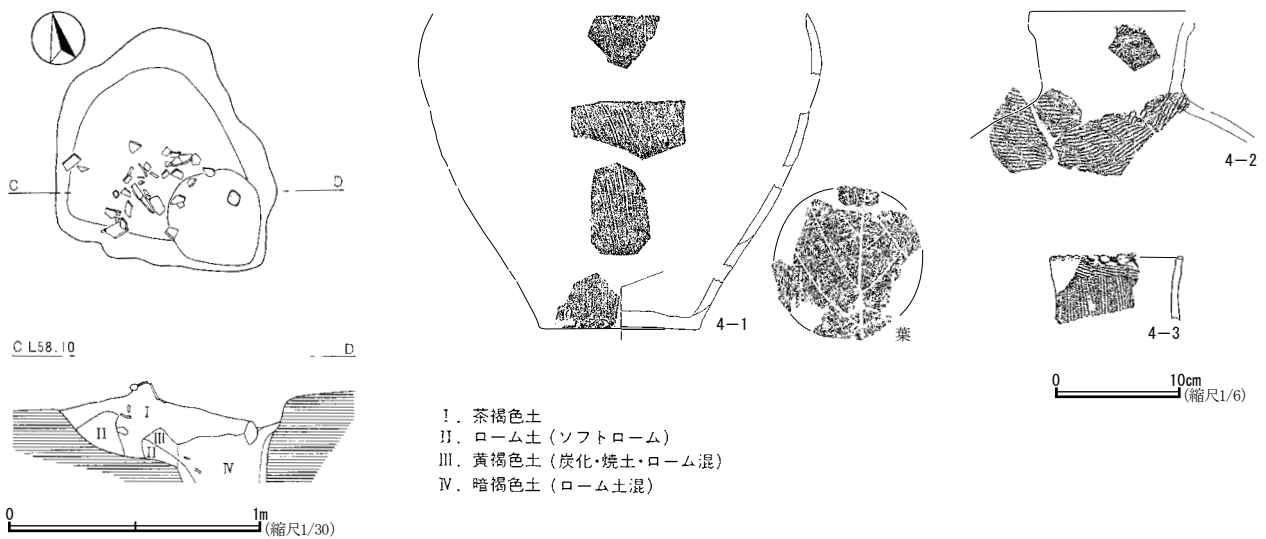 C D
C L58.10 D
I
II
III
II
IV
0 1m
(縮尺1/30)
4-1
葉
4-2
4-3
0 10cm
(縮尺1/6)
I. 茶褐色土
II. ローム土(ソフトローム)
III. 黄褐色土(炭化・焼土・ローム混)
IV. 暗褐色土(ローム土混)